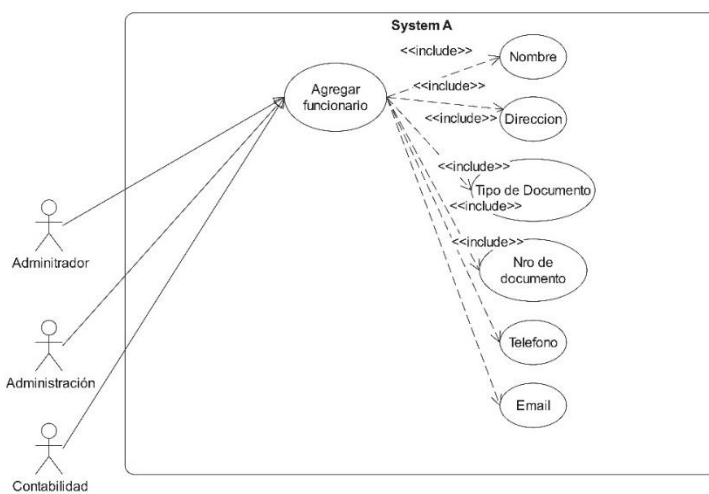 System A
<<include>>
Nombre
Agregar
funcionario
<<include>>
<<include>>
Direccion
<<include>>
Tipo de Documento
<<include>>
<<include>>
Nro de
documento
Adminitrador
Telefono
Administración
Email
Contabilidad